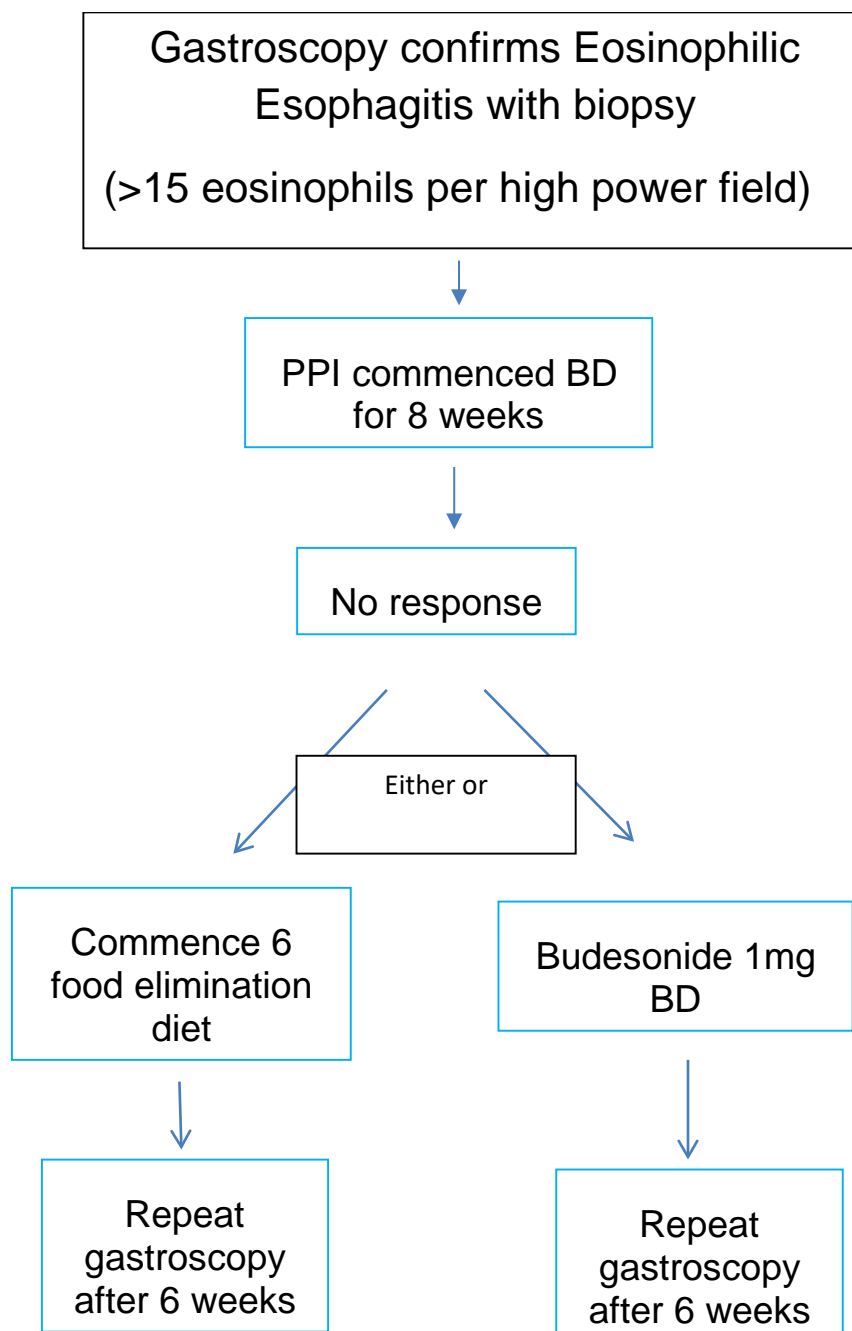 Gastroscopy confirms Eosinophilic
Esophagitis with biopsy
(>15 eosinophils per high power field)
PPI commenced BD
for 8 weeks
No response
Either or
Commence 6
food elimination
diet
Budesonide 1mg
BD
Repeat
gastroscopy
after 6 weeks
Repeat
gastroscopy
after 6 weeks